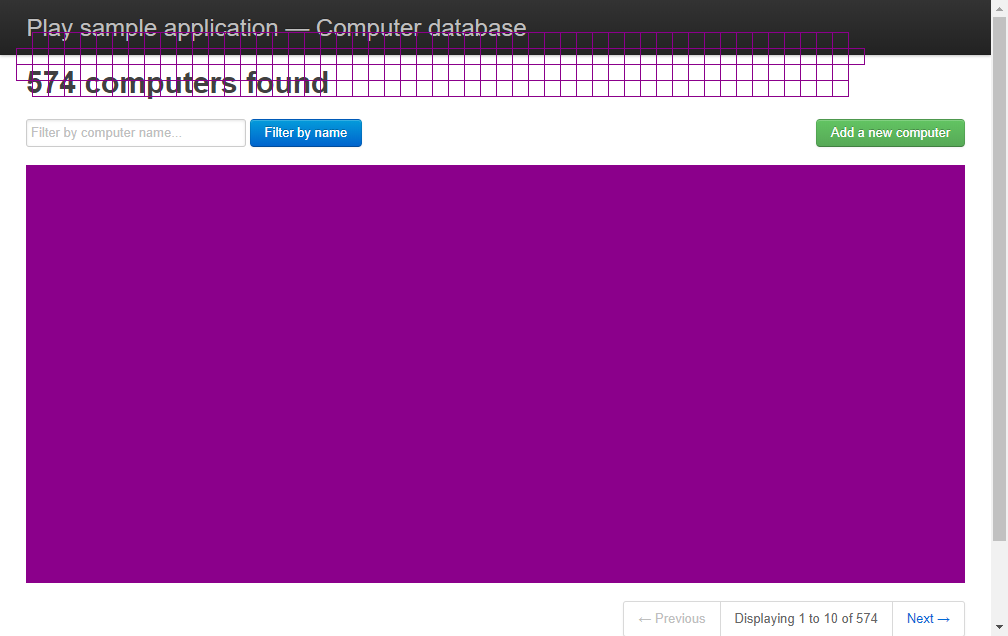 Play sample application — Computer database
574 computers found
Filter by computer name... Filter by name Add a new computer
← Previous Displaying 1 to 10 of 574 Next →